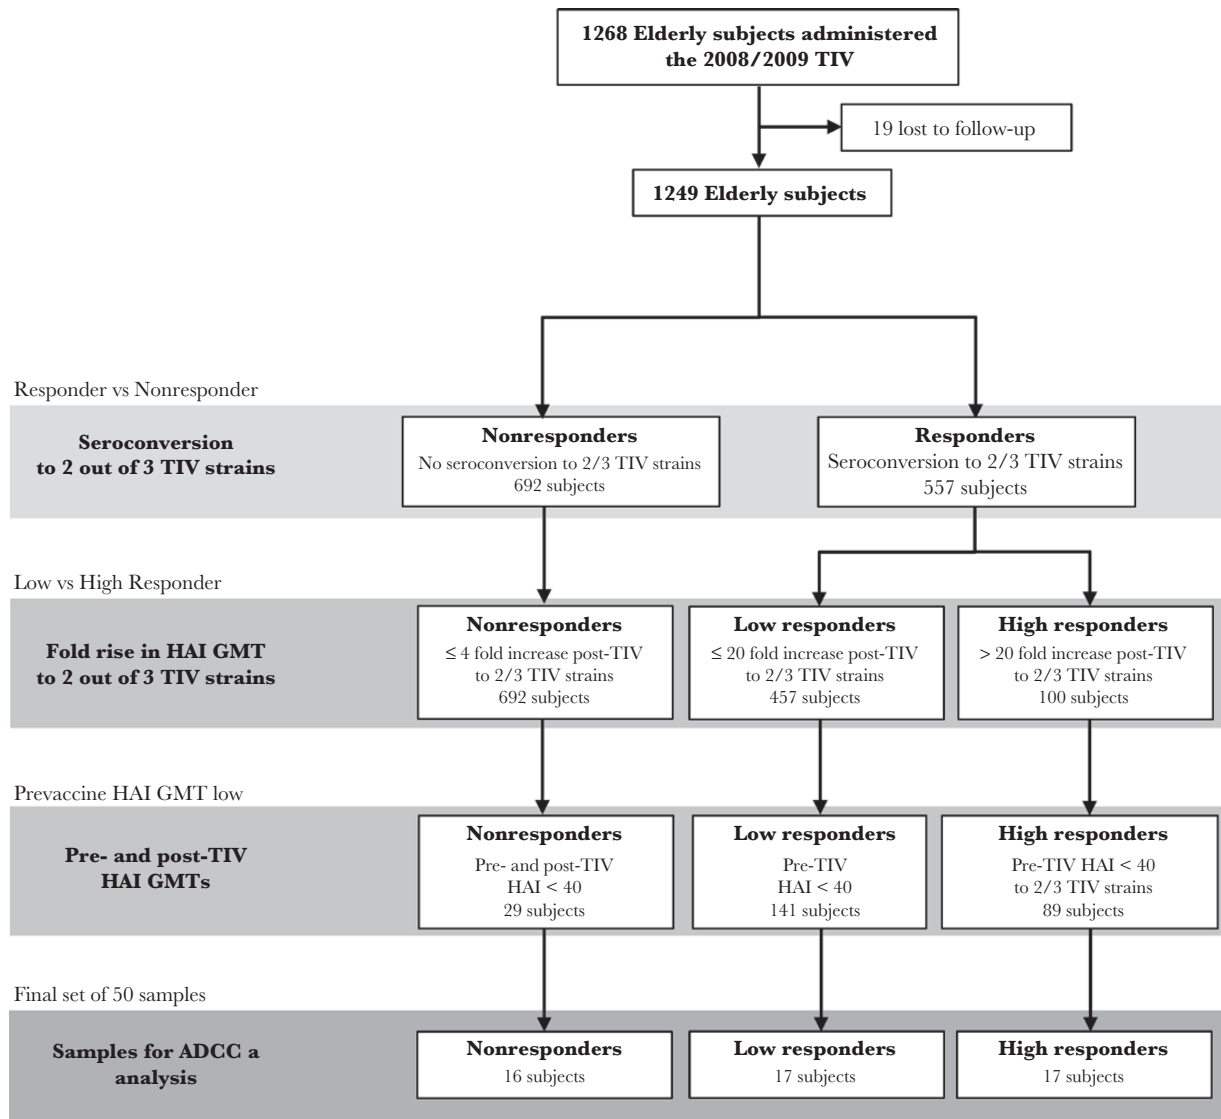 1268 Elderly subjects administered
the 2008/2009 TIV
19 lost to follow-up
1249 Elderly subjects
Responder vs Nonresponder
Seroconversion
to 2 out of 3 TIV strains
Nonresponders
No seroconversion to 2/3 TIV strains
692 subjects
Responders
Seroconversion to 2/3 TIV strains
557 subjects
Low vs High Responder
Fold rise in HAI GMT
to 2 out of 3 TIV strains
Nonresponders
≤ 4 fold increase post-TIV
to 2/3 TIV strains
692 subjects
Low responders
≤ 20 fold increase post-TIV
to 2/3 TIV strains
457 subjects
High responders
> 20 fold increase post-TIV
to 2/3 TIV strains
100 subjects
Prevaccine HAI GMT low
Pre- and post-TIV
HAI GMTs
Nonresponders
Pre- and post-TIV
HAI < 40
29 subjects
Low responders
Pre-TIV
HAI < 40
141 subjects
High responders
Pre-TIV HAI < 40
to 2/3 TIV strains
89 subjects
Final set of 50 samples
Samples for ADCC a
analysis
Nonresponders
16 subjects
Low responders
17 subjects
High responders
17 subjects